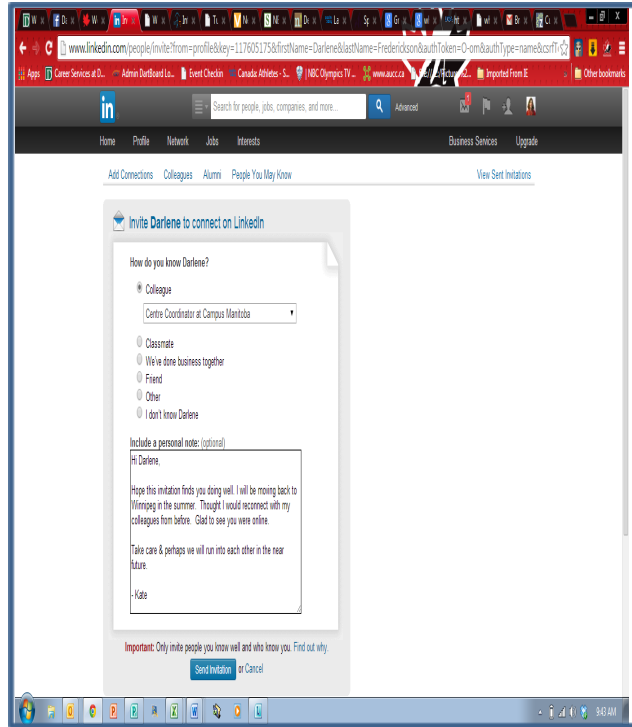 www.linkedin.com/people/invite?from=profile&key=117605175&firstName=Darlene&lastName=Frederickson&authToken=O-om&authType=name&csrfT
Apps Career Services at D... Admin DartBoard Lo... Event Checkin Canada: Athletes - S... NBC Olympics TV ... www.aucc.ca Imported From IE Other bookmarks
in Search for people, jobs, companies, and more... Advanced
Home Profile Network Jobs Interests Business Services Upgrade
Add Connections Colleagues Alumni People You May Know View Sent Invitations
Invite Darlene to connect on LinkedIn
How do you know Darlene?
Colleague
Centre Coordinator at Campus Manitoba
Classmate
We've done business together
Friend
Other
I don't know Darlene
Include a personal note: (optional)
Hi Darlene,
Hope this invitation finds you doing well. I will be moving back to
Winnipeg in the summer. Thought I would reconnect with my
colleagues from before. Glad to see you were online.
Take care & perhaps we will run into each other in the near
future.
- Kate
Important: Only invite people you know well and who know you. Find out why.
Send Invitation or Cancel
9:43 AM